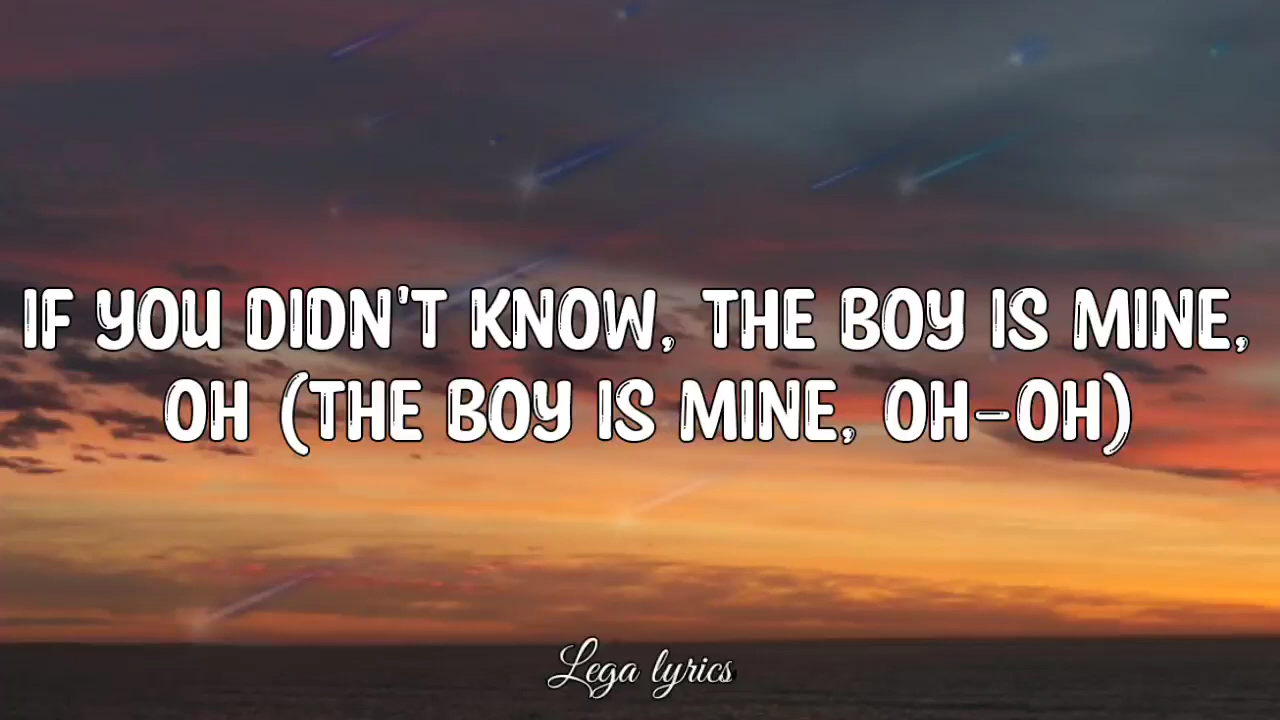 IF YOU DIDN'T KNOW, THE BOY IS MINE,
OH (THE BOY IS MINE, OH-OH)
Lega lyrics